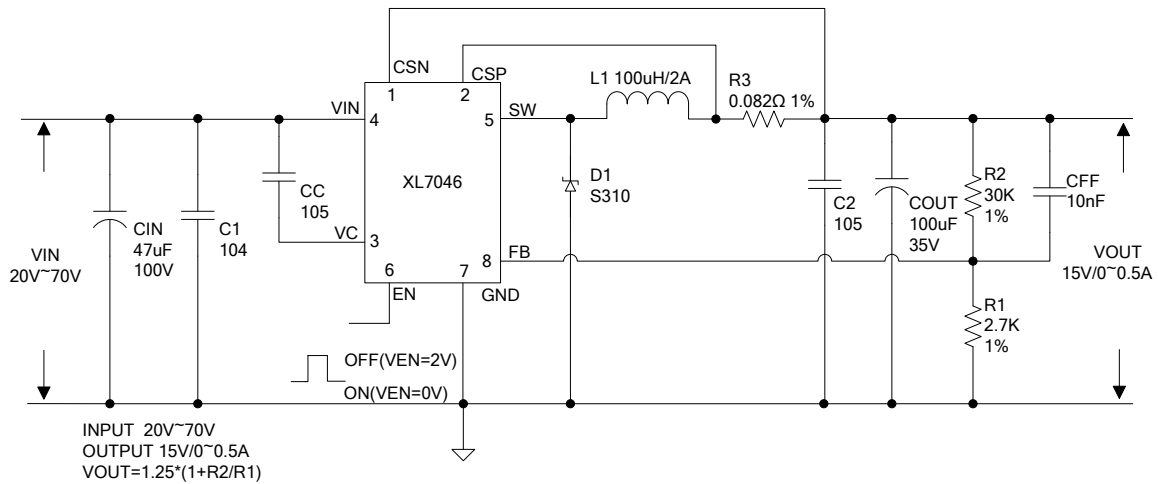 CSN
CSP
1
2
VIN
4
5
SW
L1 100uH/2A
R3
0.082Ω 1%
XL7046
D1
S310
CC
105
VC
3
CIN
47uF
100V
C1
104
VIN
20V~70V
C2
105
COUT
100uF
35V
R2
30K
1%
CFF
10nF
VOUT
15V/0~0.5A
8
FB
6
7
EN
GND
R1
2.7K
1%
OFF(VEN=2V)
ON(VEN=0V)
INPUT 20V~70V
OUTPUT 15V/0~0.5A
VOUT=1.25*(1+R2/R1)